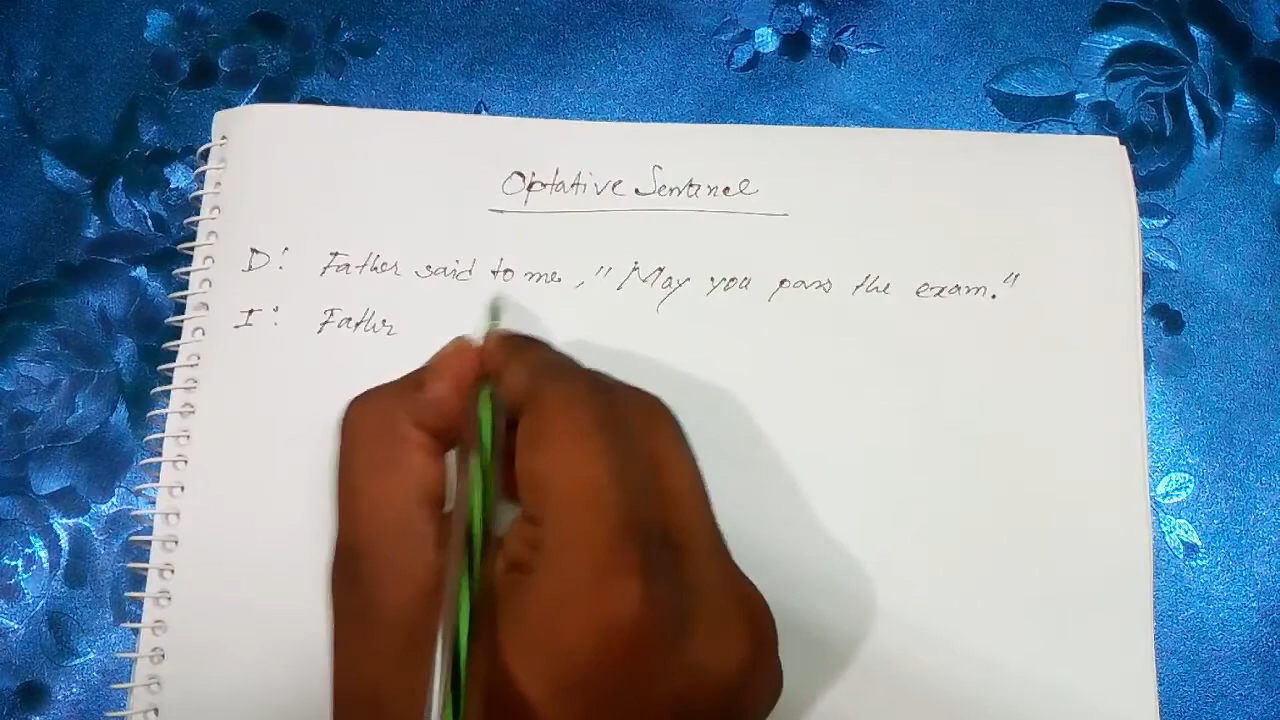 Optative Sentence
D: Father said to me, "May you pass the exam."
I: Father